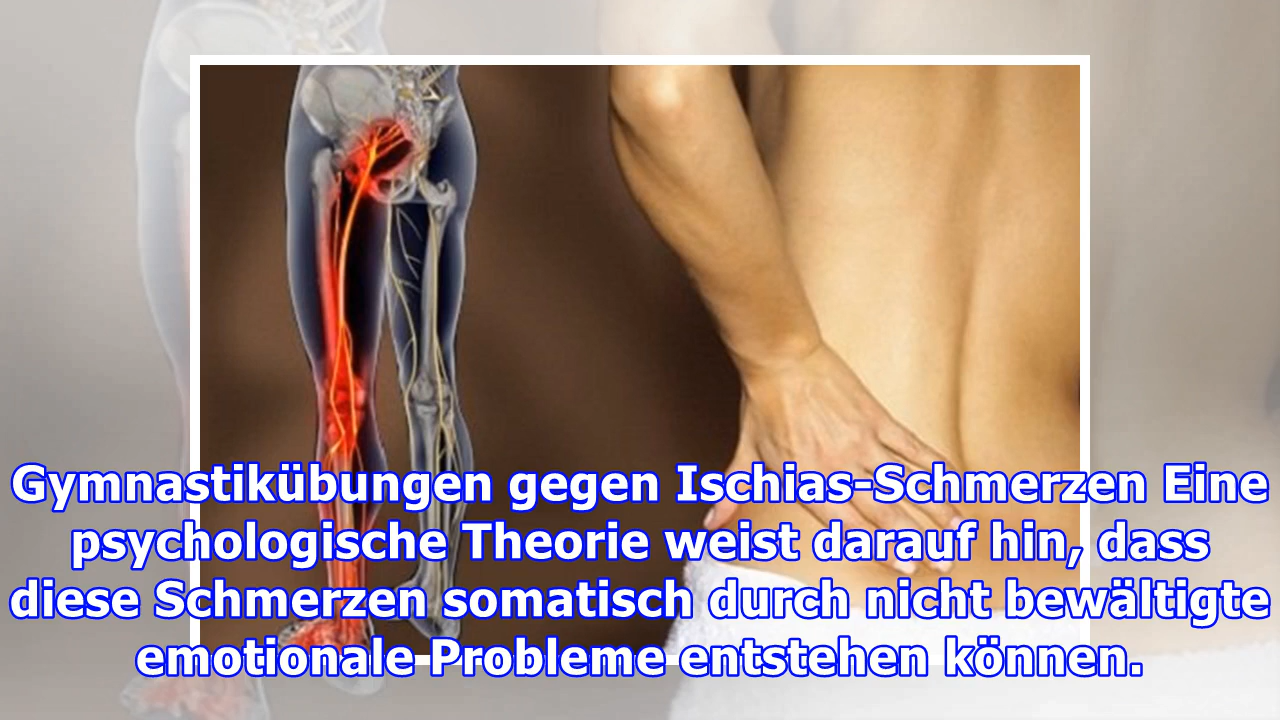 Gymnastikübungen gegen Ischias-Schmerzen Eine
psychologische Theorie weist darauf hin, dass
diese Schmerzen somatisch durch nicht bewältigte
emotionale Probleme entstehen können.